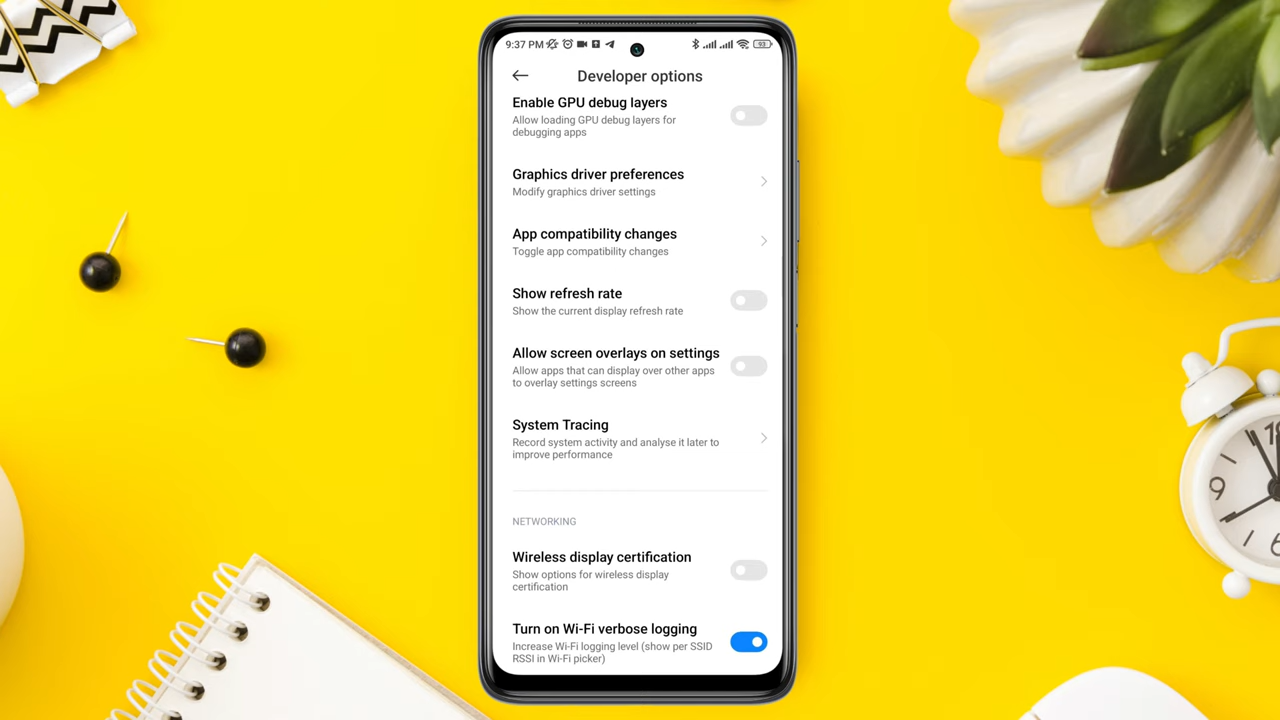 9:37 PM
93
Developer options
Enable GPU debug layers
Allow loading GPU debug layers for
debugging apps
Graphics driver preferences
Modify graphics driver settings
App compatibility changes
Toggle app compatibility changes
Show refresh rate
Show the current display refresh rate
Allow screen overlays on settings
Allow apps that can display over other apps
to overlay settings screens
System Tracing
Record system activity and analyse it later to
improve performance
NETWORKING
Wireless display certification
Show options for wireless display
certification
Turn on Wi-Fi verbose logging
Increase Wi-Fi logging level (show per SSID
RSSI in Wi-Fi picker)
9